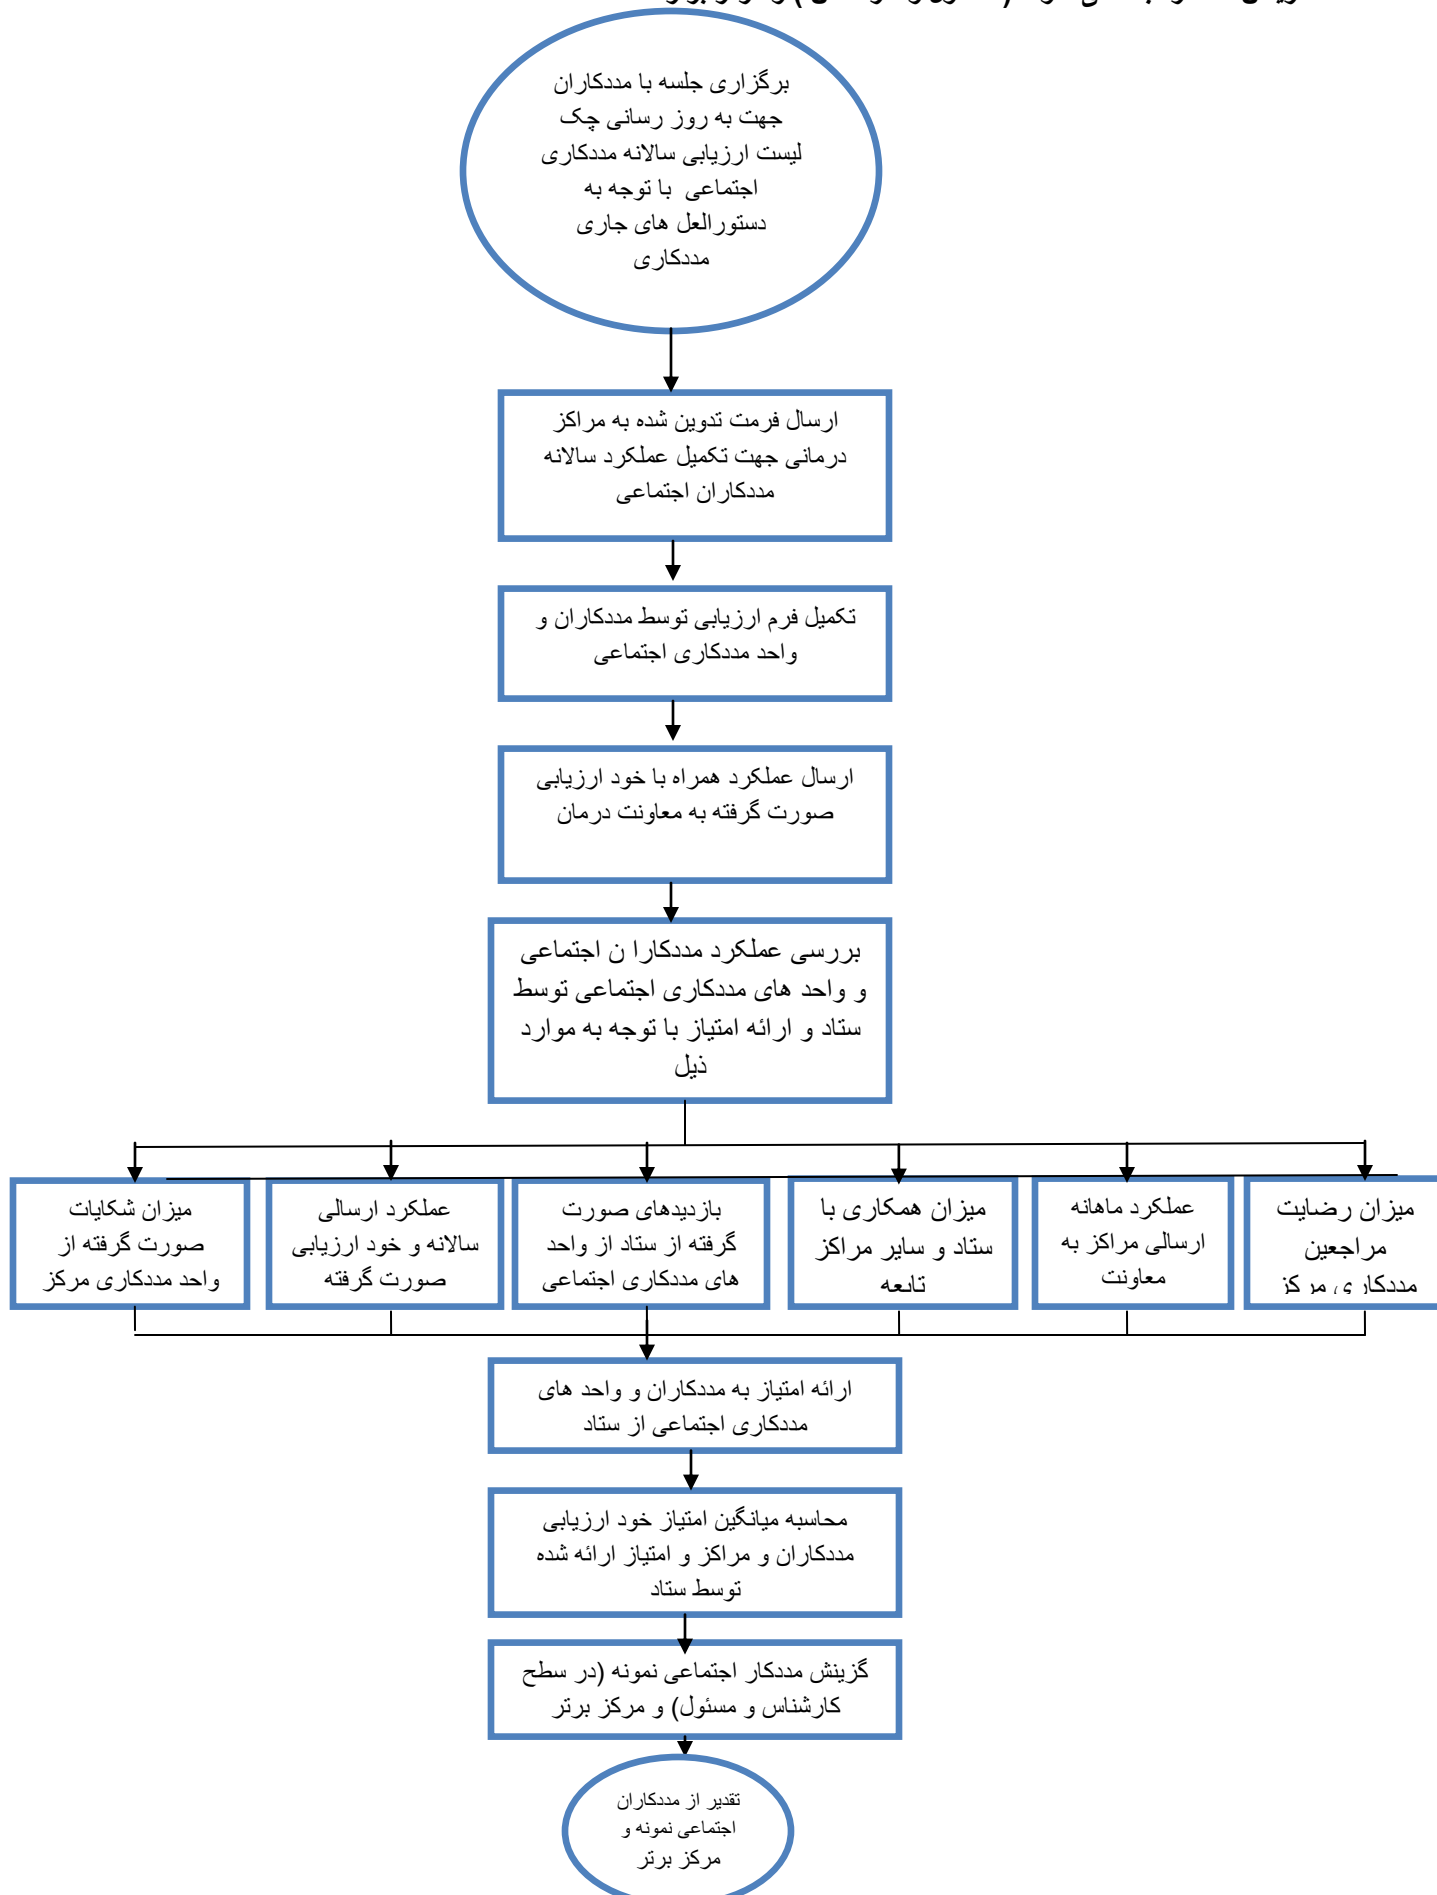 برگزاری جلسه با مددکاران
جهت به روز رسانی چک
لیست ارزیابی سالانه مددکاری
اجتماعی با توجه به
دستورالعل های جاری
مددکاری
ارسال فرمت تدوین شده به مراکز
درمانی جهت تکمیل عملکرد سالانه
مددکاران اجتماعی
تکمیل فرم ارزیابی توسط مددکاران و
واحد مددکاری اجتماعی
ارسال عملکرد همراه با خود ارزیابی
صورت گرفته به معاونت درمان
بررسی عملکرد مددکارا ن اجتماعی
و واحد های مددکاری اجتماعی توسط
ستاد و ارائه امتیاز با توجه به موارد
ذیل
میزان رضایت
مراجعین
مددکاری مرکز
عملکرد ماهانه
ارسالی مراکز به
معاونت
میزان همکاری با
ستاد و سایر مراکز
تابعه
بازدیدهای صورت
گرفته از ستاد از واحد
های مددکاری اجتماعی
عملکرد ارسالی
سالانه و خود ارزیابی
صورت گرفته
میزان شکایات
صورت گرفته از
واحد مددکاری مرکز
ارائه امتیاز به مددکاران و واحد های
مددکاری اجتماعی از ستاد
محاسبه میانگین امتیاز خود ارزیابی
مددکاران و مراکز و امتیاز ارائه شده
توسط ستاد
گزینش مددکار اجتماعی نمونه (در سطح
کارشناس و مسئول) و مرکز برتر
تقدیر از مددکاران
اجتماعی نمونه و
مرکز برتر